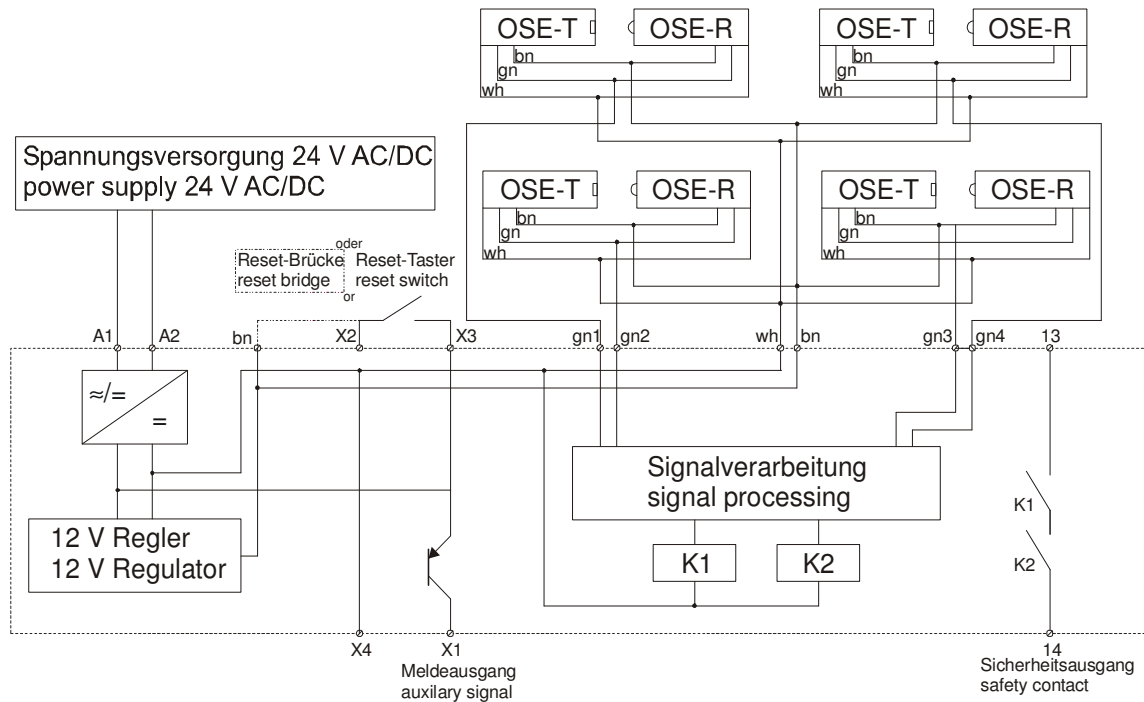 OSE-T OSE-R OSE-T OSE-R
bn bn
gn gn
wh wh
Spannungsversorgung 24 V AC/DC
power supply 24 V AC/DC
OSE-T OSE-R OSE-T OSE-R
bn bn
gn gn
wh wh
oder
Reset-Brücke Reset-Taster
reset bridge reset switch
or
A1 A2 bn X2 X3 gn1 gn2 wh bn gn3 gn4 13
≈/=
=
Signalverarbeitung
signal processing
K1
12 V Regler
12 V Regulator
K1 K2
K2
X4 X1 14
Meldeausgang
auxilary signal
Sicherheitsausgang
safety contact